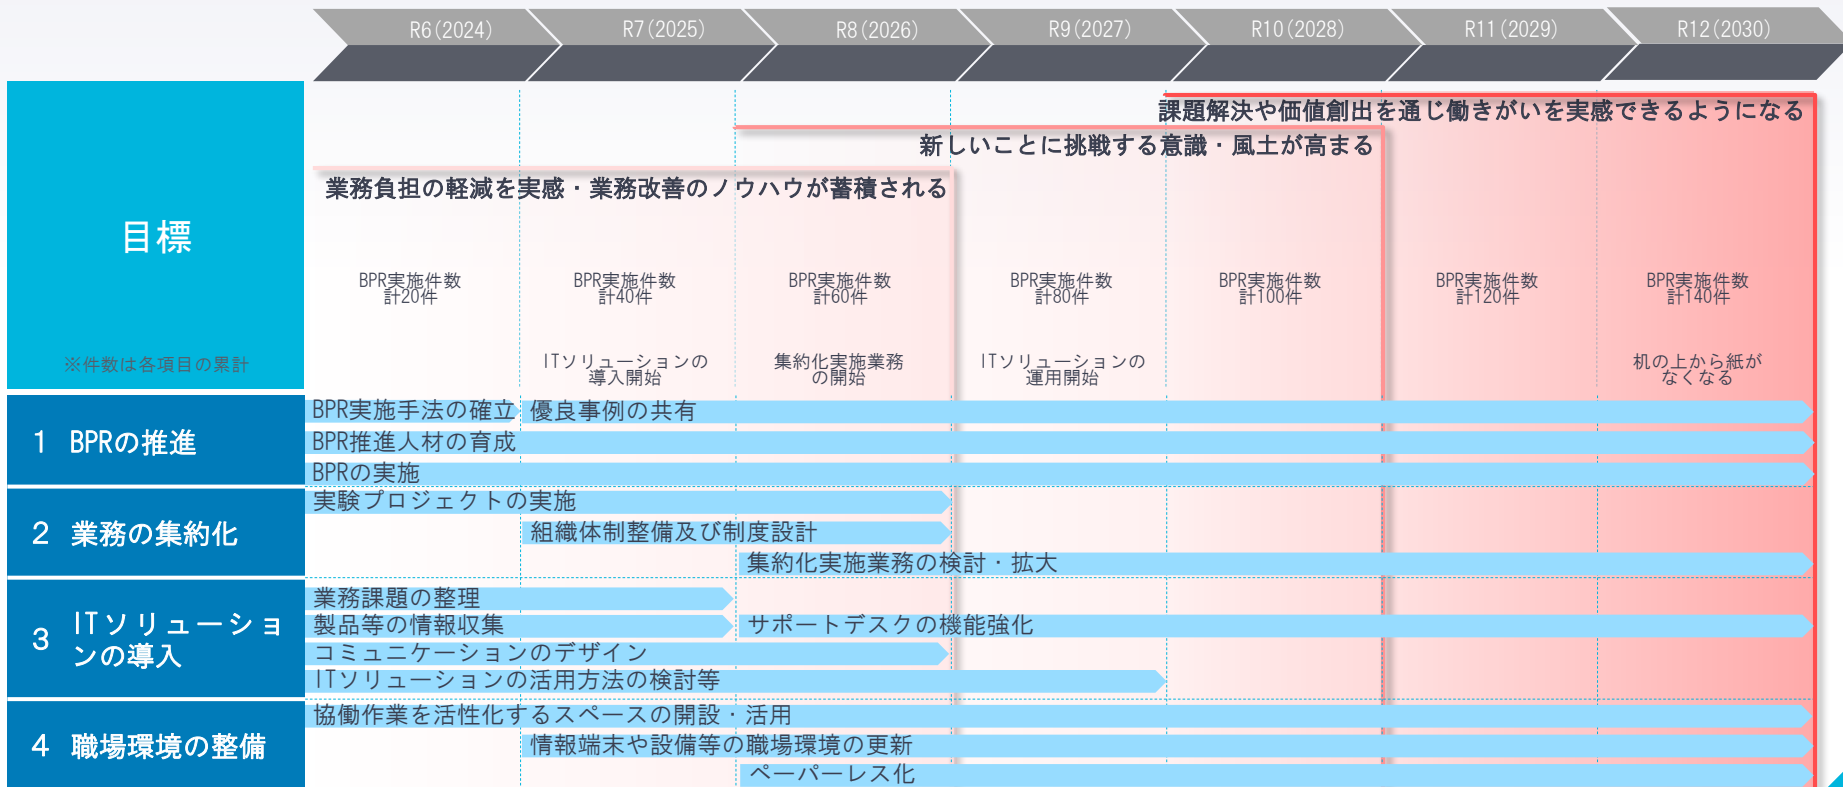 R6(2024) R7(2025) R8(2026) R9(2027) R10(2028) R11(2029) R12(2030)
課題解決や価値創出を通じ働きがいを実感できるようになる
新しいことに挑戦する意識・風土が高まる
業務負担の軽減を実感・業務改善のノウハウが蓄積される
目標
※件数は各項目の累計
BPR実施件数
計20件
BPR実施件数
計40件
ITソリューションの
導入開始
BPR実施件数
計60件
集約化実施業務
の開始
BPR実施件数
計80件
ITソリューションの
運用開始
BPR実施件数
計100件
BPR実施件数
計120件
BPR実施件数
計140件
机の上から紙が
なくなる
1 BPRの推進
BPR実施手法の確立 優良事例の共有
BPR推進人材の育成
BPRの実施
2 業務の集約化
実験プロジェクトの実施
組織体制整備及び制度設計
集約化実施業務の検討・拡大
3 ITソリューショ
ンの導入
業務課題の整理
製品等の情報収集 サポートデスクの機能強化
コミュニケーションのデザイン
ITソリューションの活用方法の検討等
4 職場環境の整備
協働作業を活性化するスペースの開設・活用
情報端末や設備等の職場環境の更新
ペーパーレス化